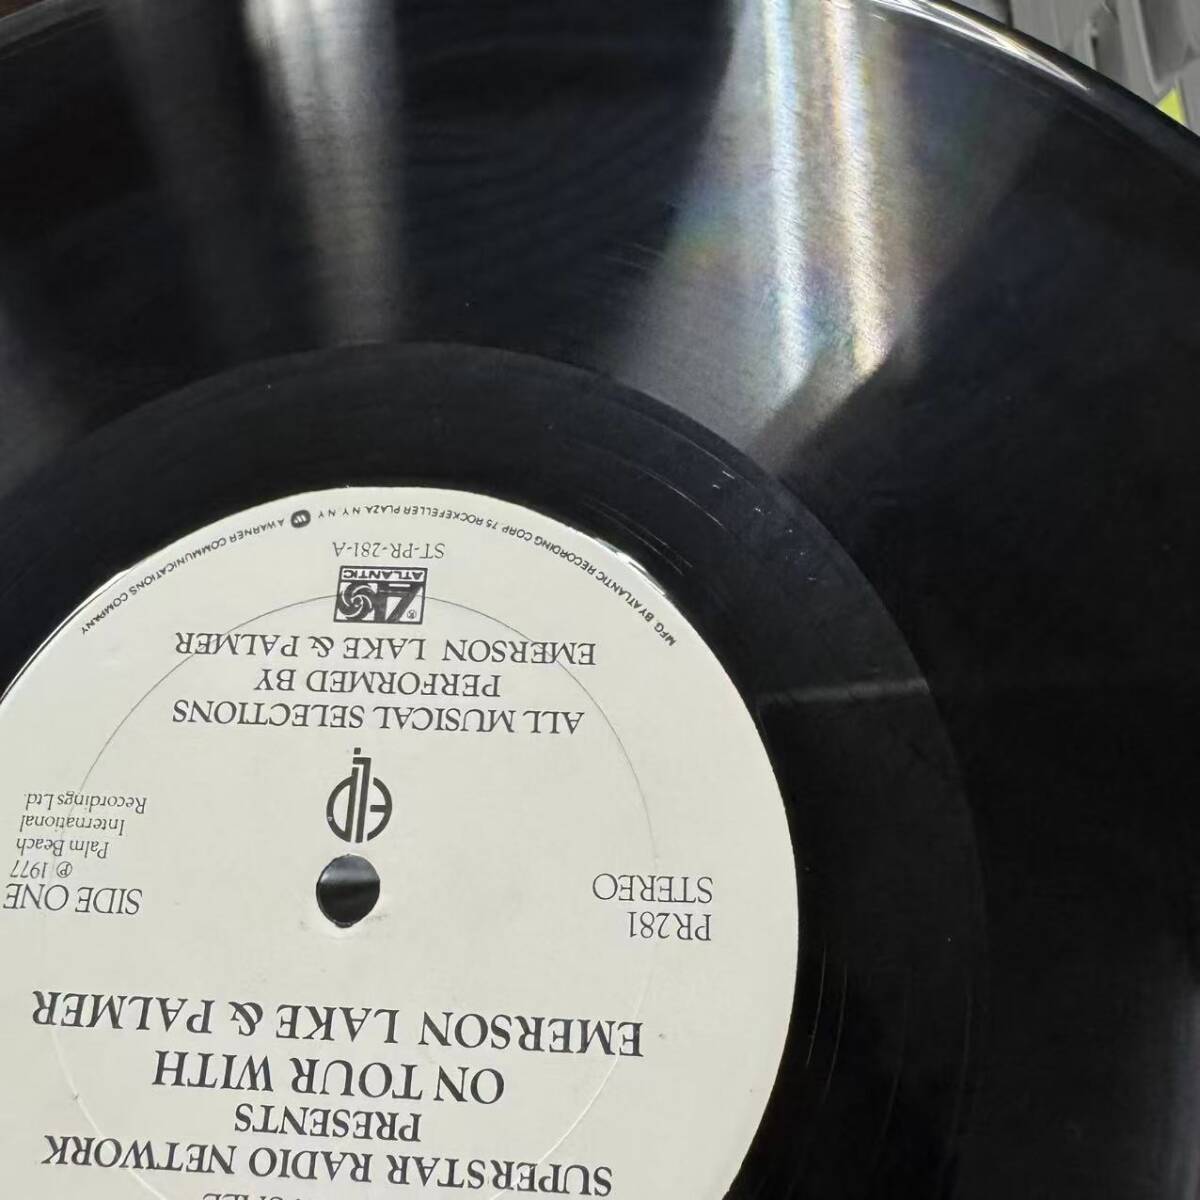 SUPERSTAR RADIO NETWORK
PRESENTS
ON TOUR WITH
EMERSON LAKE & PALMER
PR281
STEREO
SIDE ONE
℗ 1977
Palm Beach
International
Recordings Ltd.
ELP
ALL MUSICAL SELECTIONS
PERFORMED BY
EMERSON LAKE & PALMER
ATLANTIC
®
ST-PR-281-A
MFG. BY ATLANTIC RECORDING CORP. 75 ROCKEFELLER PLAZA, N.Y. N.Y. A WARNER COMMUNICATIONS COMPANY